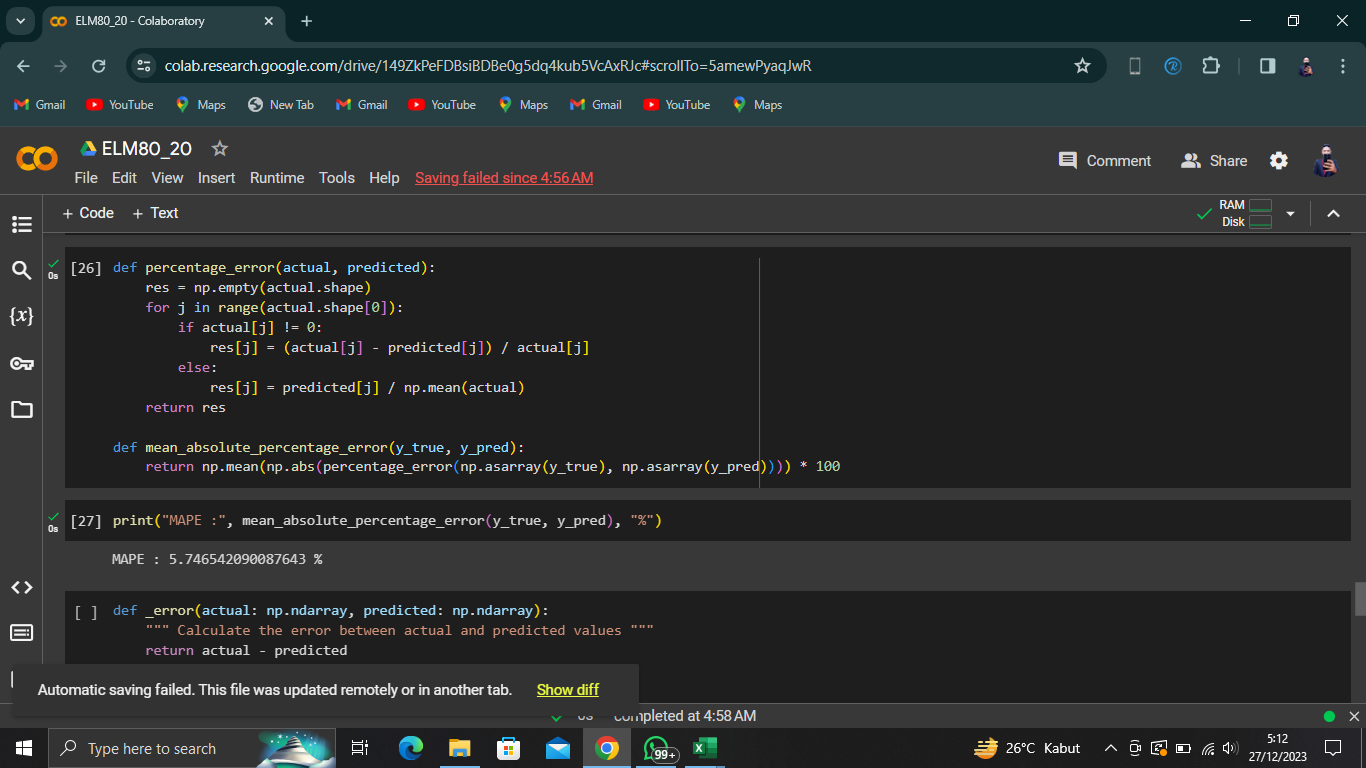 ELM80_20 - Colaboratory
colab.research.google.com/drive/149ZkPeFDBsiBDBe0g5dq4kub5VcAxRJc#scrollTo=5amewPyaqJwR
Gmail YouTube Maps New Tab Gmail YouTube Maps Gmail YouTube Maps
ELM80_20
Comment Share
File Edit View Insert Runtime Tools Help Saving failed since 4:56 AM
+ Code + Text
RAM
Disk
[26] def percentage_error(actual, predicted):
0s
res = np.empty(actual.shape)
for j in range(actual.shape[0]):
if actual[j] != 0:
res[j] = (actual[j] - predicted[j]) / actual[j]
else:
res[j] = predicted[j] / np.mean(actual)
return res
def mean_absolute_percentage_error(y_true, y_pred):
return np.mean(np.abs(percentage_error(np.asarray(y_true), np.asarray(y_pred)))) * 100
[27] print("MAPE :", mean_absolute_percentage_error(y_true, y_pred), "%")
0s
MAPE : 5.746542090087643 %
[ ] def _error(actual: np.ndarray, predicted: np.ndarray):
""" Calculate the error between actual and predicted values """
return actual - predicted
Automatic saving failed. This file was updated remotely or in another tab. Show diff
0s completed at 4:58 AM
Type here to search
99+
26°C Kabut
5:12
27/12/2023